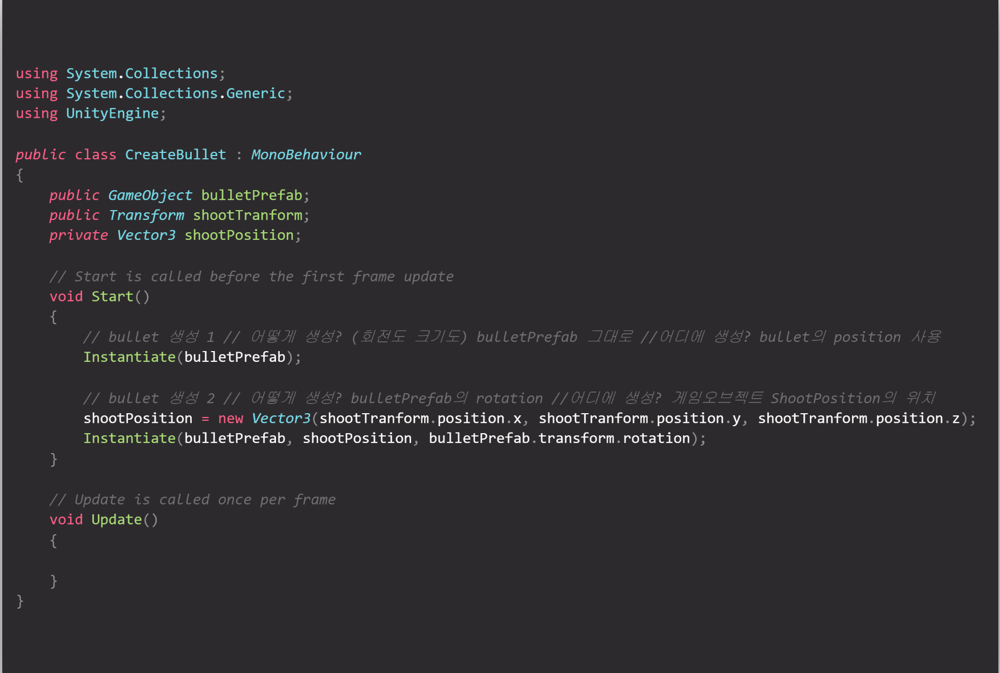 using System.Collections;
using System.Collections.Generic;
using UnityEngine;
public class CreateBullet : MonoBehaviour
{
public GameObject bulletPrefab;
public Transform shootTranform;
private Vector3 shootPosition;
// Start is called before the first frame update
void Start()
{
// bullet 생성 1 // 어떻게 생성? (회전도 크기도) bulletPrefab 그대로 //어디에 생성? bullet의 position 사용
Instantiate(bulletPrefab);
// bullet 생성 2 // 어떻게 생성? bulletPrefab의 rotation //어디에 생성? 게임오브젝트 ShootPosition의 위치
shootPosition = new Vector3(shootTranform.position.x, shootTranform.position.y, shootTranform.position.z);
Instantiate(bulletPrefab, shootPosition, bulletPrefab.transform.rotation);
}
// Update is called once per frame
void Update()
{
}
}